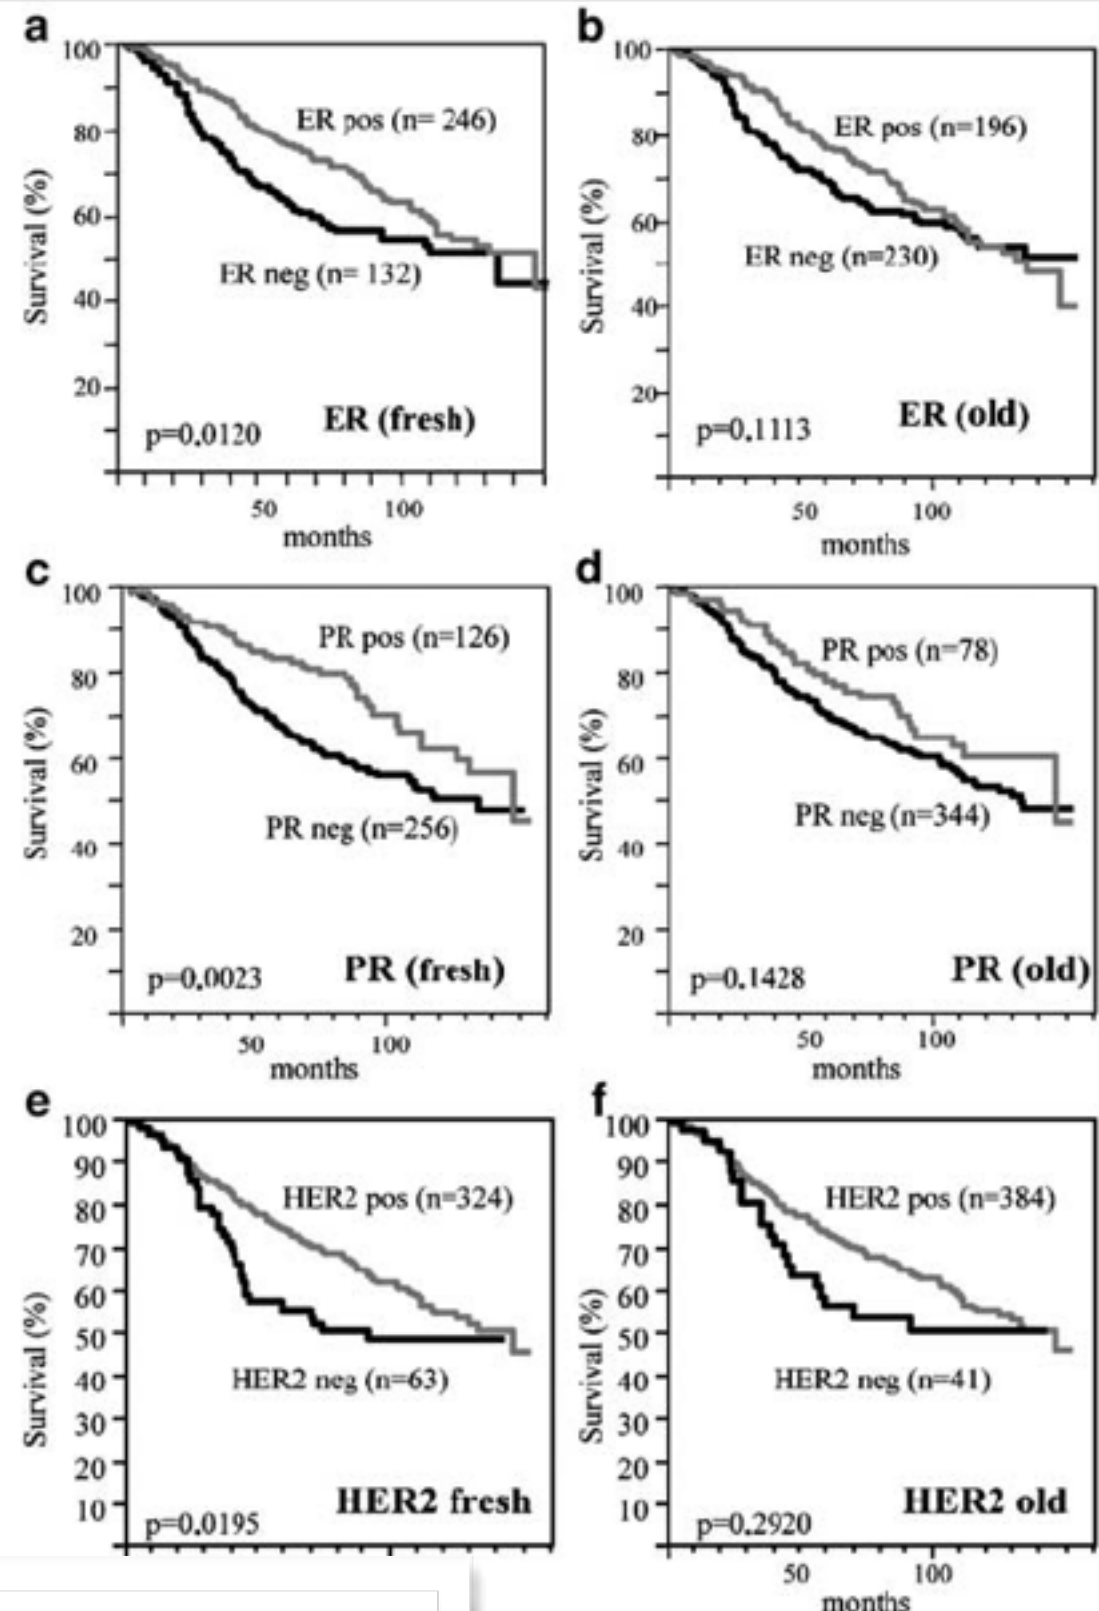 a
100
80
60
40
20
Survival (%)
ER pos (n= 246)
ER neg (n= 132)
ER (fresh)
p=0.0120
50 100
months
b
100
80
60
40
20
Survival (%)
ER pos (n=196)
ER neg (n=230)
ER (old)
p=0.1113
50 100
months
c
100
80
60
40
20
Survival (%)
PR pos (n=126)
PR neg (n=256)
PR (fresh)
p=0.0023
50 100
months
d
100
80
60
40
20
Survival (%)
PR pos (n=78)
PR neg (n=344)
PR (old)
p=0.1428
50 100
months
e
100
90
80
70
60
50
40
30
20
10
Survival (%)
HER2 pos (n=324)
HER2 neg (n=63)
HER2 fresh
p=0.0195
f
100
90
80
70
60
50
40
30
20
10
Survival (%)
HER2 pos (n=384)
HER2 neg (n=41)
HER2 old
p=0.2920
50 100
months